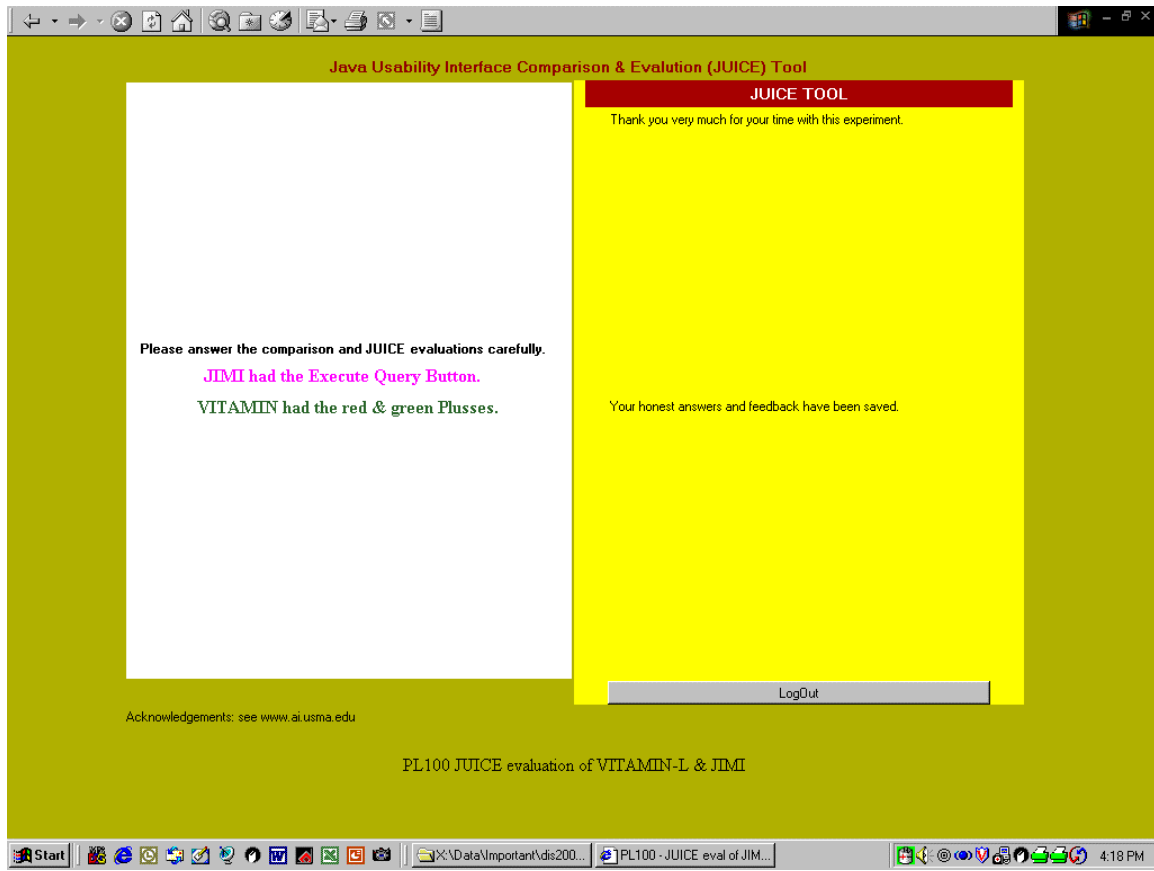 Java Usability Interface Comparison & Evalution (JUICE) Tool
JUICE TOOL
Thank you very much for your time with this experiment.
Please answer the comparison and JUICE evaluations carefully.
JIMI had the Execute Query Button.
VITAMIN had the red & green Plusses.
Your honest answers and feedback have been saved.
LogOut
Acknowledgements: see www.ai.usma.edu
PL100 JUICE evaluation of VITAMIN-L & JIMI
Start
X:\Data\Important\dis200...
PL100 - JUICE eval of JIM...
4:18 PM